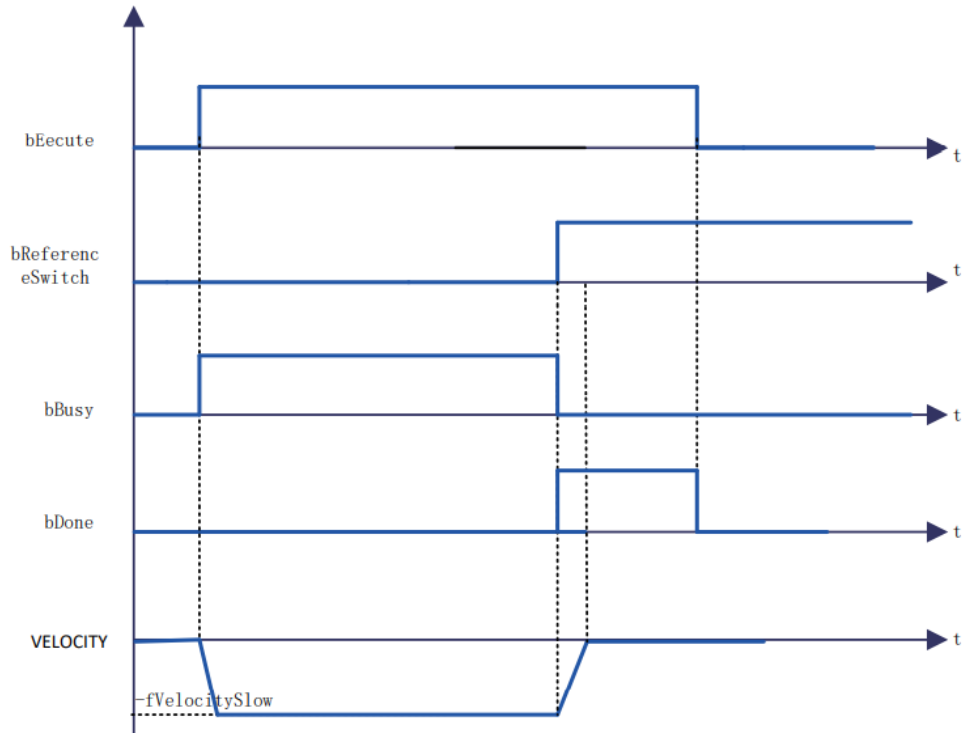 bEecute
t
bReferenc
eSwitch
t
bBusy
t
bDone
t
VELOCITY
t
-fVelocitySlow